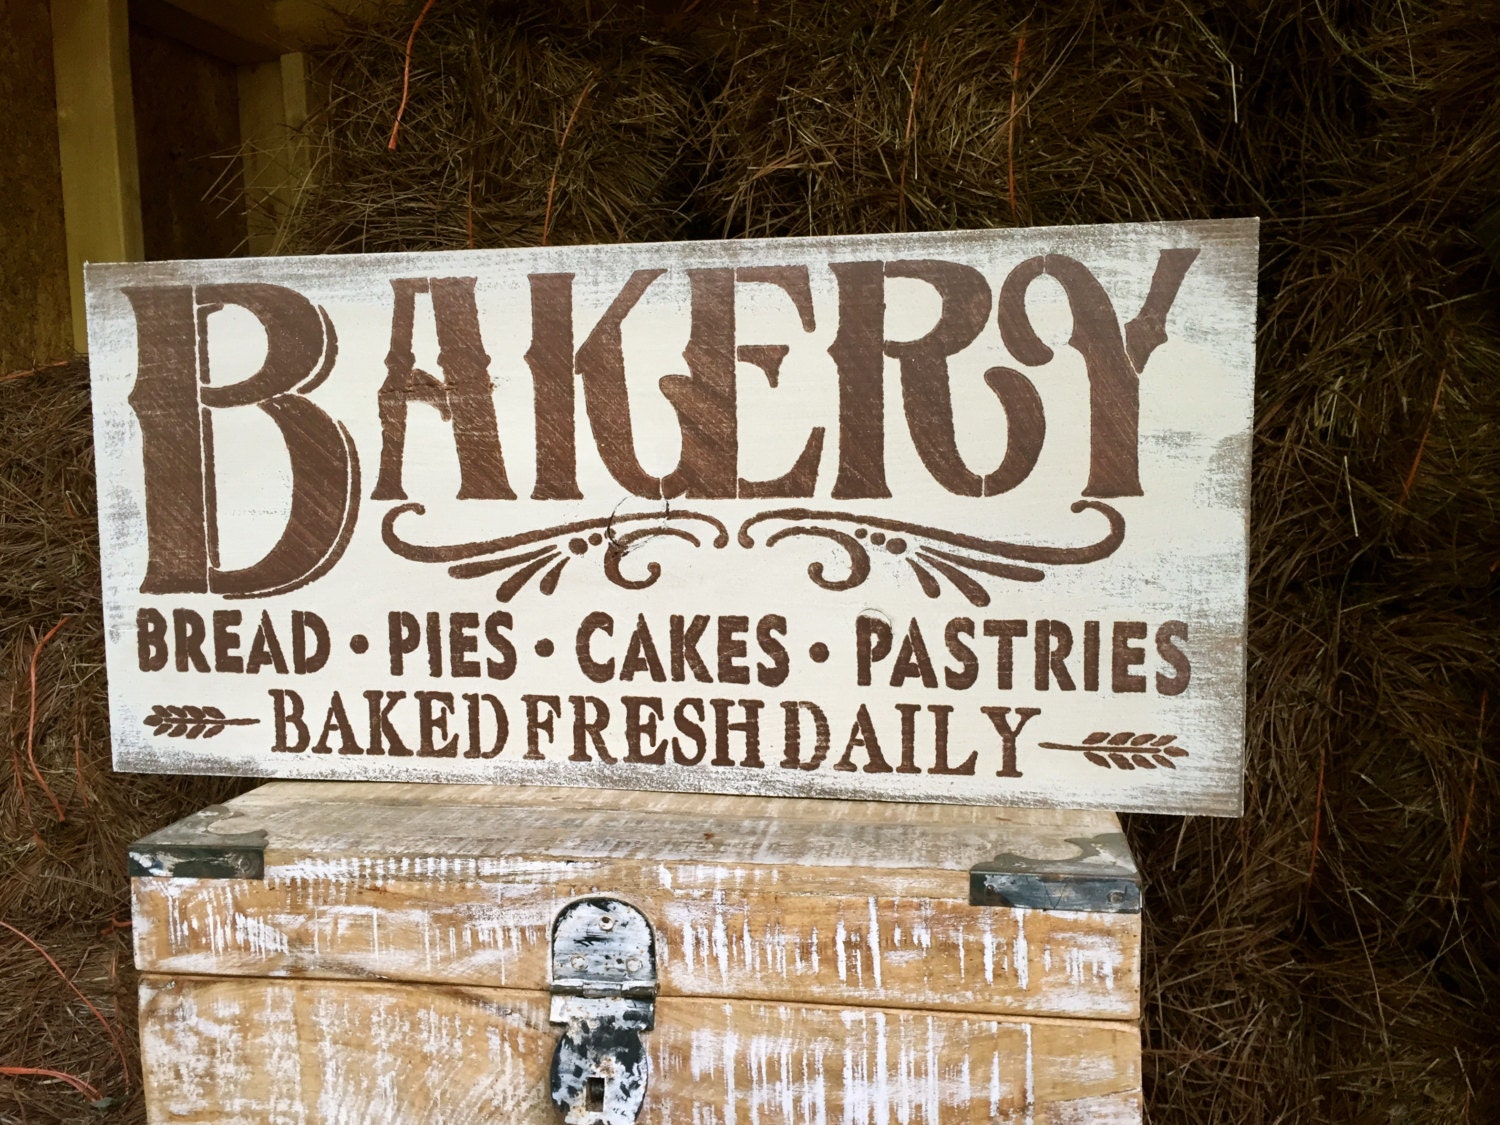 BAKERY
BREAD • PIES • CAKES • PASTRIES
BAKED FRESH DAILY